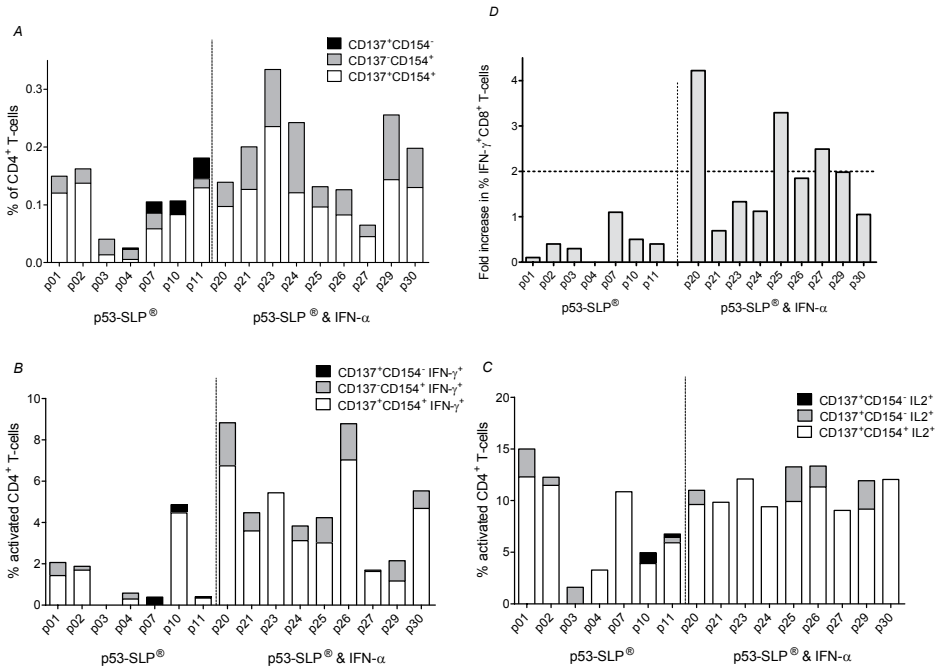 A
CD137⁺CD154⁻
CD137⁻CD154⁺
CD137⁺CD154⁺
% of CD4⁺ T-cells
0.3
0.2
0.1
0.0
p01 p02 p03 p04 p07 p10 p11 p20 p21 p23 p24 p25 p26 p27 p29 p30
p53-SLP® p53-SLP® & IFN-α
D
Fold increase in % IFN-γ⁺CD8⁺ T-cells
4
3
2
1
0
p01 p02 p03 p04 p07 p10 p11 p20 p21 p23 p24 p25 p26 p27 p29 p30
p53-SLP® p53-SLP® & IFN-α
B
CD137⁺CD154⁻ IFN-γ⁺
CD137⁻CD154⁺ IFN-γ⁺
CD137⁺CD154⁺ IFN-γ⁺
% activated CD4⁺ T-cells
10
8
6
4
2
0
p01 p02 p03 p04 p07 p10 p11 p20 p21 p23 p24 p25 p26 p27 p29 p30
p53-SLP® p53-SLP® & IFN-α
C
CD137⁺CD154⁻ IL2⁺
CD137⁺CD154⁻ IL2⁺
CD137⁺CD154⁺ IL2⁺
% activated CD4⁺ T-cells
20
15
10
5
0
p01 p02 p03 p04 p07 p10 p11 p20 p21 p23 p24 p25 p26 p27 p29 p30
p53-SLP® p53-SLP® & IFN-α